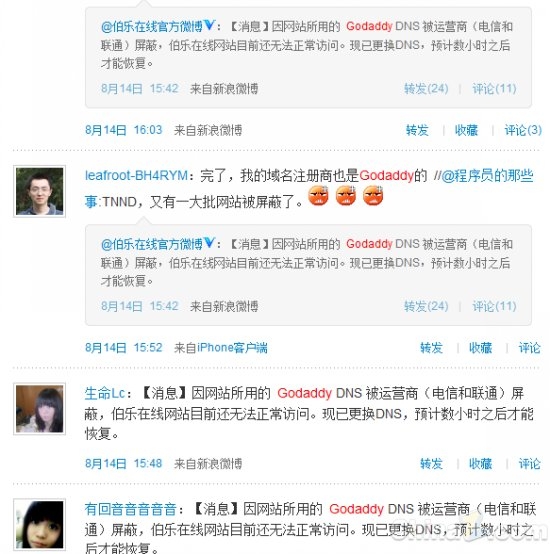 @伯乐在线官方微博V：【消息】因网站所用的 Godaddy DNS 被运营商（电信和
联通）屏蔽，伯乐在线网站目前还无法正常访问。现已更换DNS，预计数小时之后
才能恢复。
8月14日 15:42 来自新浪微博 转发(24) | 评论(11)
8月14日 16:03 来自新浪微博 转发 | 收藏 | 评论(3)
leafroot-BH4RYM：完了，我的域名注册商也是Godaddy的 //@程序员的那些
事:TNND，又有一大批网站被屏蔽了。
@伯乐在线官方微博V：【消息】因网站所用的 Godaddy DNS 被运营商（电信和
联通）屏蔽，伯乐在线网站目前还无法正常访问。现已更换DNS，预计数小时之后
才能恢复。
8月14日 15:42 来自新浪微博 转发(24) | 评论(11)
8月14日 15:52 来自iPhone客户端 转发 | 收藏 | 评论
生命Lc：【消息】因网站所用的 Godaddy DNS 被运营商（电信和联通）屏
蔽，伯乐在线网站目前还无法正常访问。现已更换DNS，预计数小时之后才能
恢复。
8月14日 15:48 来自新浪微博 转发 | 收藏 | 评论
有回音音音音音：【消息】因网站所用的 Godaddy DNS 被运营商（电信和联
通）屏蔽，伯乐在线网站目前还无法正常访问。现已更换DNS，预计数小时之
后才能恢复。